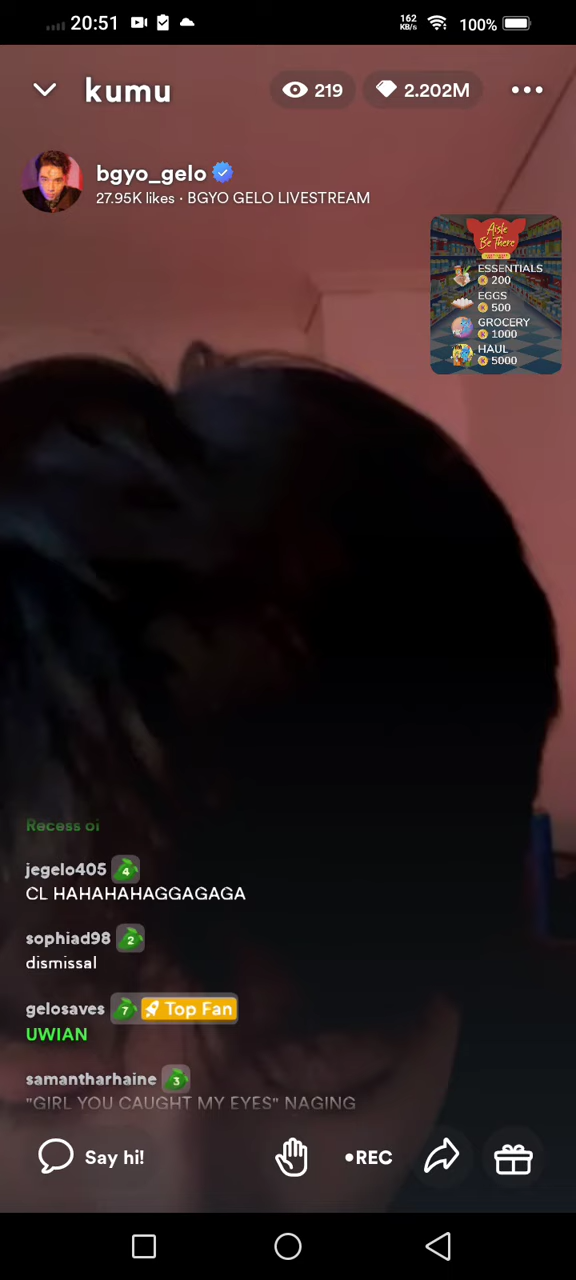 20:51
162
KB/s
100%
kumu
219
2.202M
bgyo_gelo
27.95K likes · BGYO GELO LIVESTREAM
Aisle
Be There
ESSENTIALS
200
EGGS
500
GROCERY
1000
HAUL
5000
Recess oi
jegelo405 4
CL HAHAHAHAGGAGAGA
sophiad98 2
dismissal
gelosaves 7 Top Fan
UWIAN
samantharhaine 3
"GIRL YOU CAUGHT MY EYES" NAGING
Say hi!
•REC